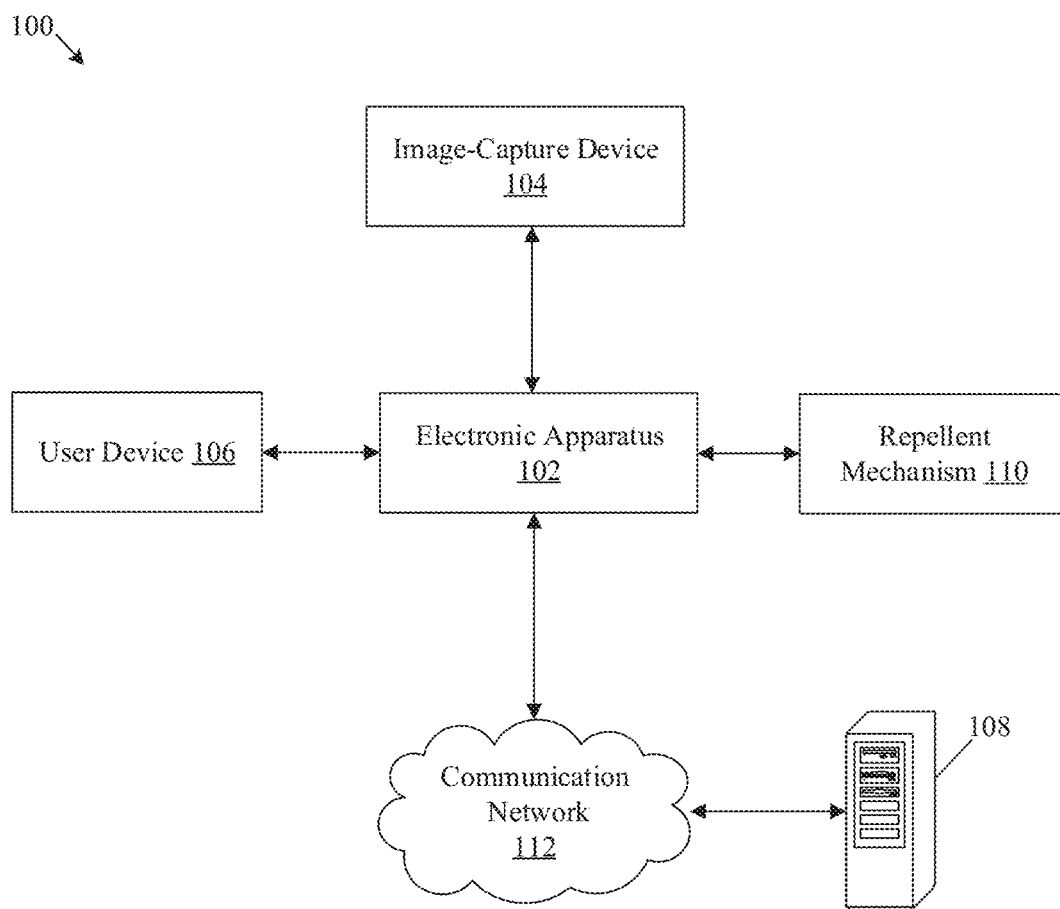 100
Image-Capture Device
104
User Device 106
Electronic Apparatus
102
Repellent
Mechanism 110
108
Communication
Network
112